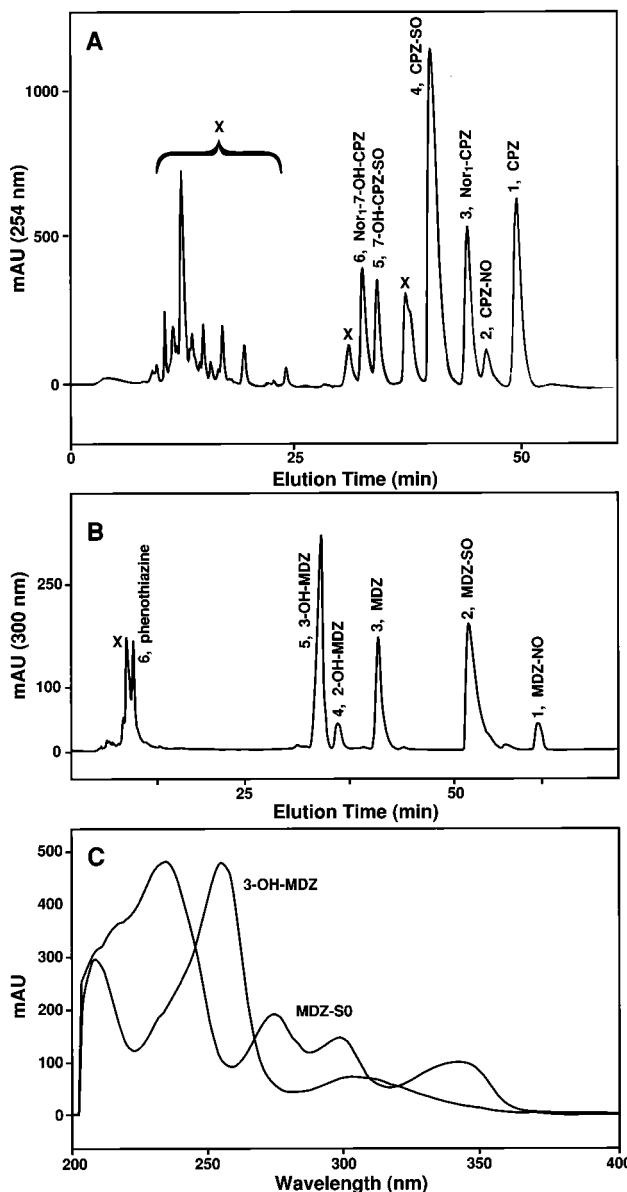 A
mAU (254 nm)
1000
500
0
X
X
6, Nor₁-7-OH-CPZ
5, 7-OH-CPZ-SO
X
4, CPZ-SO
3, Nor₁-CPZ
2, CPZ-NO
1, CPZ
0
25
50
Elution Time (min)
B
mAU (300 nm)
250
100
0
X
6, phenothiazine
5, 3-OH-MDZ
4, 2-OH-MDZ
3, MDZ
2, MDZ-SO
1, MDZ-NO
25
50
Elution Time (min)
C
mAU
500
400
300
200
100
0
3-OH-MDZ
MDZ-S0
200
250
300
350
400
Wavelength (nm)